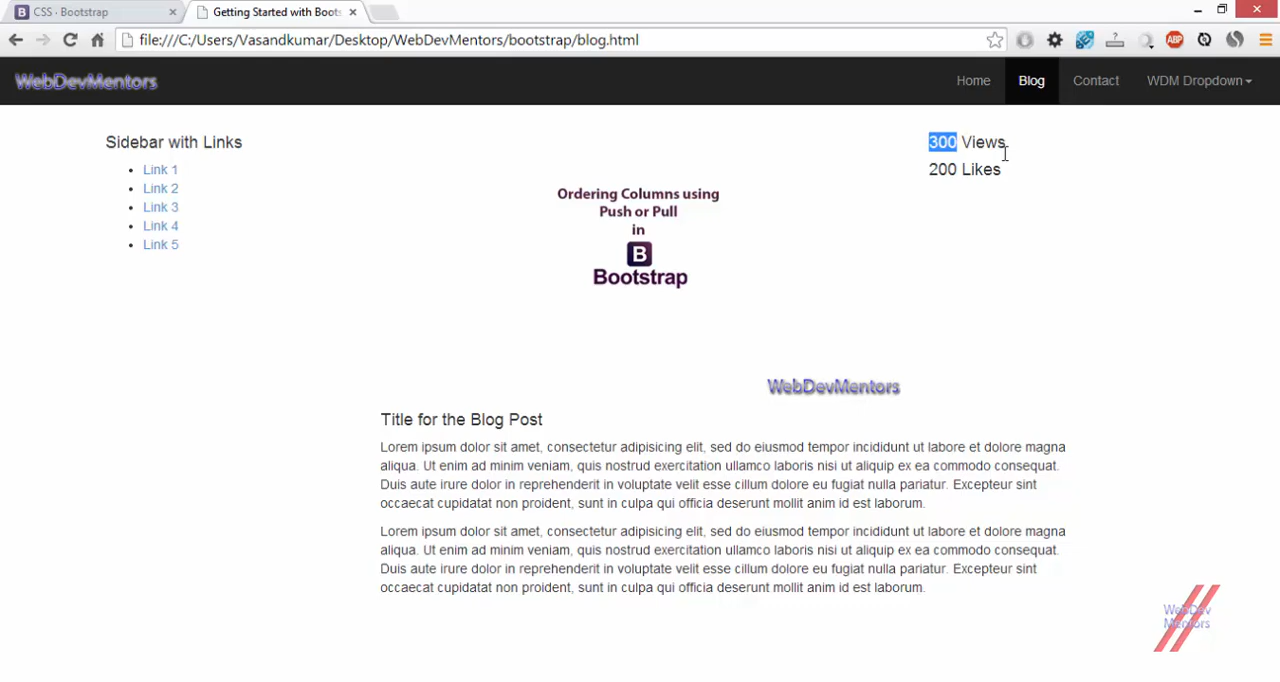 CSS · Bootstrap
Getting Started with Boots
file:///C:/Users/Vasandkumar/Desktop/WebDevMentors/bootstrap/blog.html
ABP
WebDevMentors
Home
Blog
Contact
WDM Dropdown
Sidebar with Links
Link 1
Link 2
Link 3
Link 4
Link 5
Ordering Columns using
Push or Pull
in
B
Bootstrap
300 Views
200 Likes
WebDevMentors
Title for the Blog Post
Lorem ipsum dolor sit amet, consectetur adipisicing elit, sed do eiusmod tempor incididunt ut labore et dolore magna
aliqua. Ut enim ad minim veniam, quis nostrud exercitation ullamco laboris nisi ut aliquip ex ea commodo consequat.
Duis aute irure dolor in reprehenderit in voluptate velit esse cillum dolore eu fugiat nulla pariatur. Excepteur sint
occaecat cupidatat non proident, sunt in culpa qui officia deserunt mollit anim id est laborum.
Lorem ipsum dolor sit amet, consectetur adipisicing elit, sed do eiusmod tempor incididunt ut labore et dolore magna
aliqua. Ut enim ad minim veniam, quis nostrud exercitation ullamco laboris nisi ut aliquip ex ea commodo consequat.
Duis aute irure dolor in reprehenderit in voluptate velit esse cillum dolore eu fugiat nulla pariatur. Excepteur sint
occaecat cupidatat non proident, sunt in culpa qui officia deserunt mollit anim id est laborum.
WebDev
Mentors